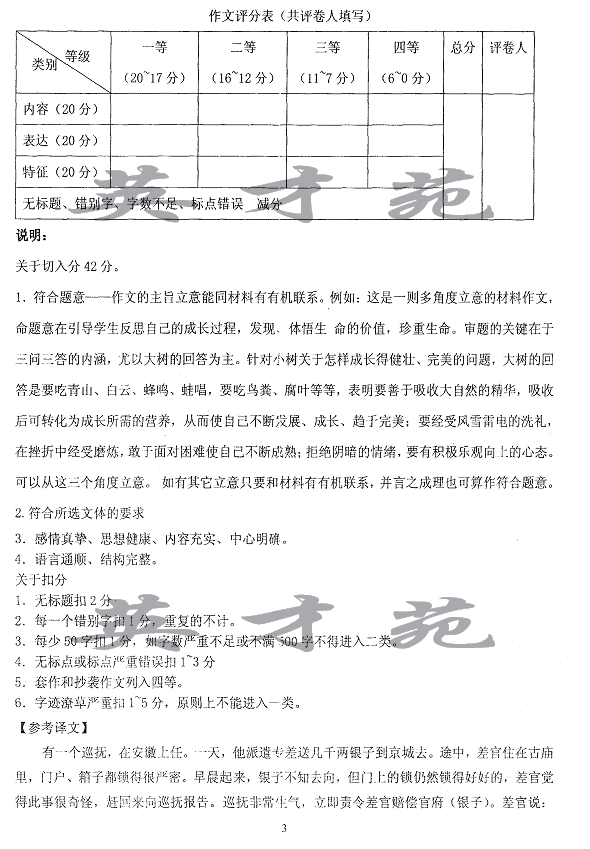 作文评分表（共评卷人填写）
等级 类别 一等 （20~17 分） 二等 （16~12 分） 三等 （11~7 分） 四等 （6~0 分） 总分 评卷人
内容（20 分）
表达（20 分）
特征（20 分）
无标题、错别字、字数不足、标点错误 减分
英才苑
说明：
关于切入分 42 分。
1．符合题意——作文的主旨立意能同材料有有机联系。例如：这是一则多角度立意的材料作文，
命题意在引导学生反思自己的成长过程，发现、体悟生 命的价值，珍重生命。审题的关键在于
三问三答的内涵，尤以大树的回答为主。针对小树关于怎样成长得健壮、完美的问题，大树的回
答是要吃青山、白云、蜂鸣、蛙唱，要吃鸟粪、腐叶等等，表明要善于吸收大自然的精华，吸收
后可转化为成长所需的营养，从而使自己不断发展、成长、趋于完美；要经受风雪雷电的洗礼，
在挫折中经受磨炼，敢于面对困难使自己不断成熟；拒绝阴暗的情绪，要有积极乐观向上的心态。
可以从这三个角度立意。 如有其它立意只要和材料有有机联系，并言之成理也可算作符合题意。
2.符合所选文体的要求
3．感情真挚、思想健康、内容充实、中心明确。
4．语言通顺、结构完整。
关于扣分
1．无标题扣 2 分
2．每一个错别字扣 1 分，重复的不计。
3．每少 50 字扣 1 分，如字数严重不足或不满 500 字不得进入二类。
英才苑
4．无标点或标点严重错误扣 1~3 分
5．套作和抄袭作文列入四等。
6．字迹潦草严重扣 1~5 分，原则上不能进入一类。
【参考译文】
有一个巡抚，在安徽上任。一天，他派遣专差送几千两银子到京城去。途中，差官住在古庙
里，门户、箱子都锁得很严密。早晨起来，银子不知去向，但门上的锁仍然锁得好好的，差官觉
得此事很奇怪，赶回来向巡抚报告。巡抚非常生气，立即责令差官赔偿官府（银子）。差官说：
3